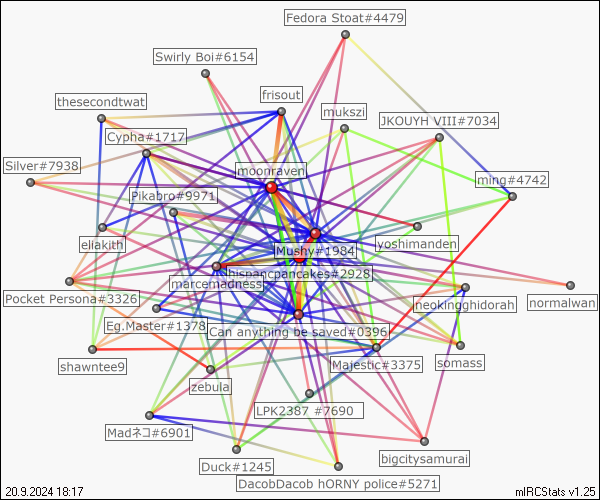 Fedora Stoat#4479
Swirly Boi#6154
frisout
thesecondtwat
mukszi
JKOUYH VIII#7034
Cypha#1717
Silver#7938
moonraven
ming#4742
Pikabro#9971
eliakith
yoshimanden
Mushy#1984
hispancpancakes#2928
marcemadness
Pocket Persona#3326
neokingghidorah
normalwan
Eg.Master#1378
Can anything be saved#0396
shawntee9
Majestic#3375
somass
zebula
LPK2387 #7690
Madネコ#6901
bigcitysamurai
Duck#1245
DacobDacob hORNY police#5271
20.9.2024 18:17
mIRCStats v1.25